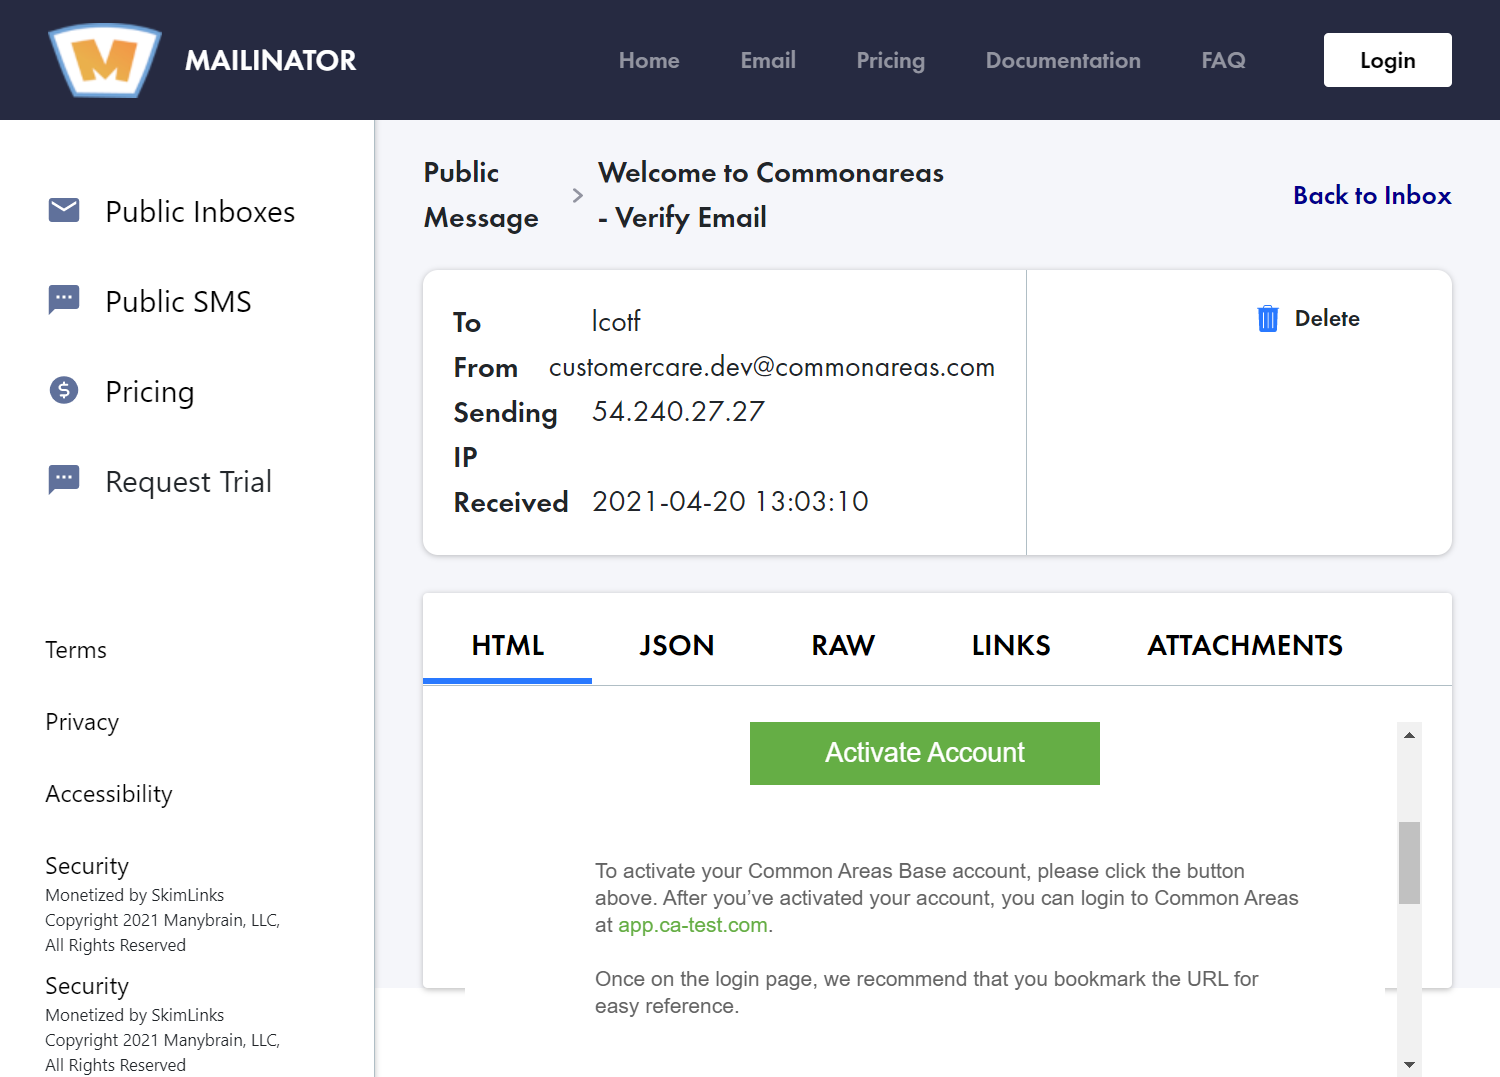 MAILINATOR
Home
Email
Pricing
Documentation
FAQ
Login
Public Inboxes
Public SMS
Pricing
Request Trial
Terms
Privacy
Accessibility
Security
Monetized by SkimLinks
Copyright 2021 Manybrain, LLC,
All Rights Reserved
Security
Monetized by SkimLinks
Copyright 2021 Manybrain, LLC,
All Rights Reserved
Public
Message
>
Welcome to Commonareas
- Verify Email
Back to Inbox
To lcotf
From customercare.dev@commonareas.com
Sending 54.240.27.27
IP
Received 2021-04-20 13:03:10
Delete
HTML
JSON
RAW
LINKS
ATTACHMENTS
Activate Account
To activate your Common Areas Base account, please click the button
above. After you’ve activated your account, you can login to Common Areas
at app.ca-test.com.
Once on the login page, we recommend that you bookmark the URL for
easy reference.